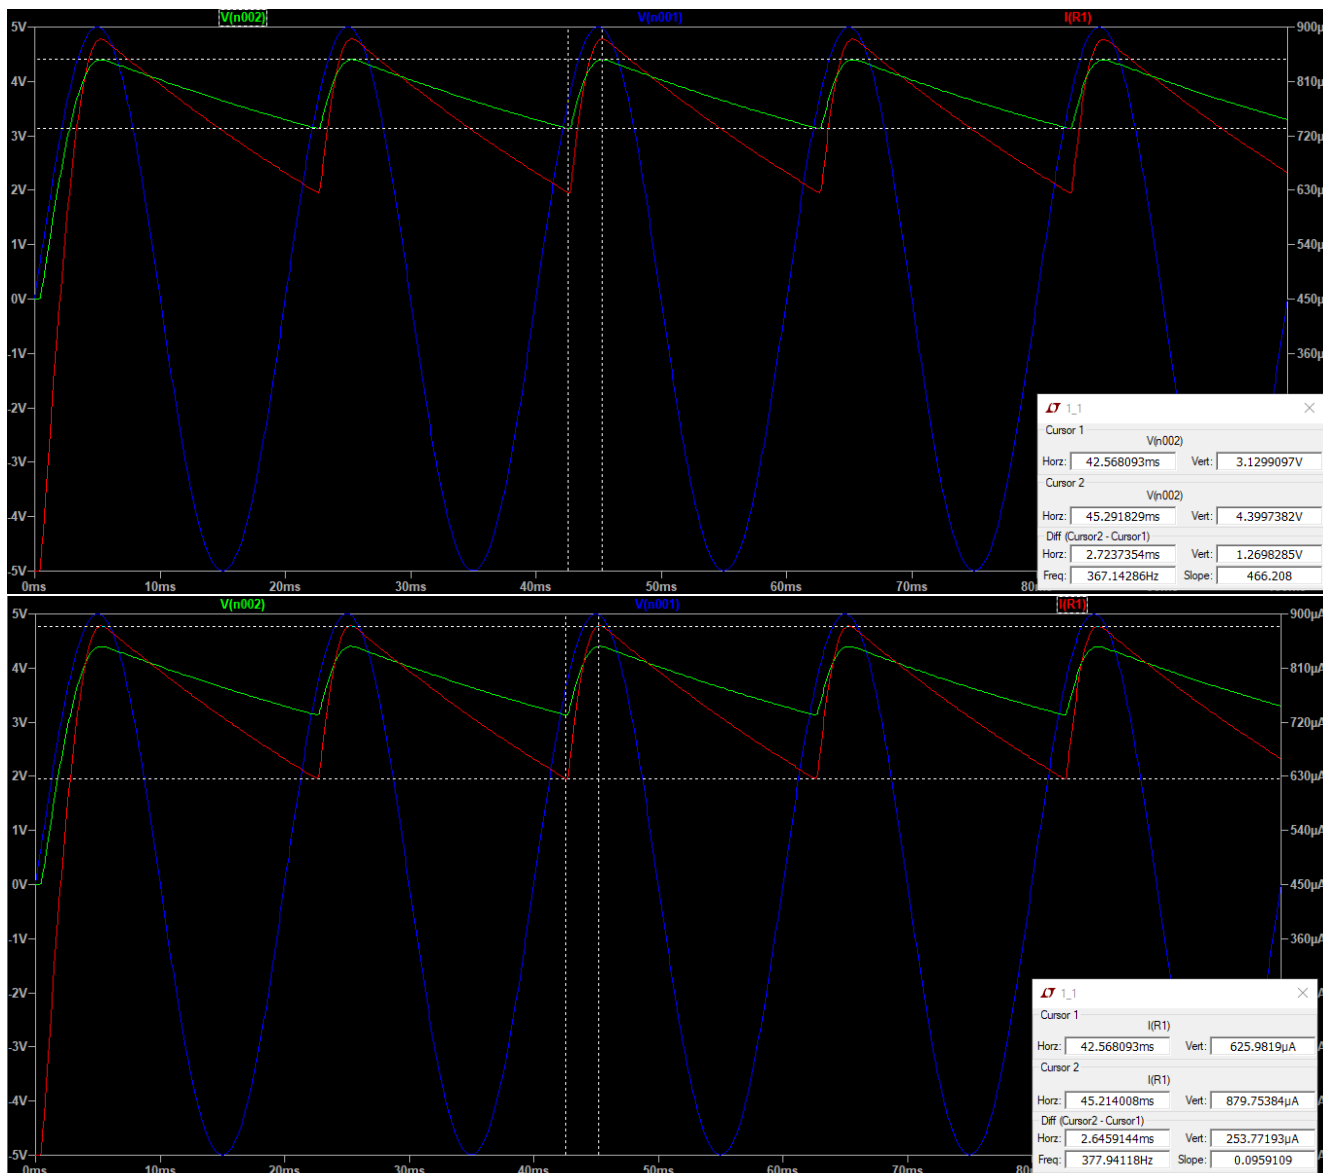 V(n002) V(n001) I(R1)
5V 900µA
4V 810µ
3V 720µ
2V 630µ
1V 540µ
0V 450µ
-1V 360µ
-2V
-3V
-4V
-5V
0ms 10ms 20ms 30ms 40ms 50ms 60ms 70ms
1_1
Cursor 1
V(n002)
Horz: 42.568093ms Vert: 3.1299097V
Cursor 2
V(n002)
Horz: 45.291829ms Vert: 4.3997382V
Diff (Cursor2 - Cursor1)
Horz: 2.7237354ms Vert: 1.2698285V
Freq: 367.14286Hz Slope: 466.208
V(n002) V(n001) I(R1)
5V 900µA
4V 810µA
3V 720µA
2V 630µA
1V 540µA
0V 450µA
-1V 360µA
-2V
-3V
-4V
-5V
0ms 10ms 20ms 30ms 40ms 50ms 60ms 70ms
1_1
Cursor 1
I(R1)
Horz: 42.568093ms Vert: 625.9819µA
Cursor 2
I(R1)
Horz: 45.214008ms Vert: 879.75384µA
Diff (Cursor2 - Cursor1)
Horz: 2.6459144ms Vert: 253.77193µA
Freq: 377.94118Hz Slope: 0.0959109